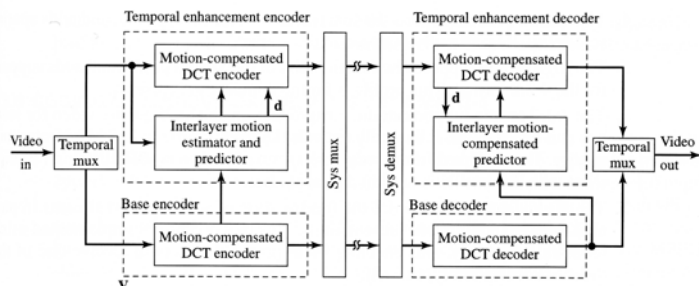 Temporal enhancement encoder
Temporal enhancement decoder
Motion-compensated
DCT encoder
Motion-compensated
DCT decoder
d
d
Video
in
Temporal
mux
Interlayer motion
estimator and
predictor
Sys mux
Sys demux
Interlayer motion-
compensated
predictor
Temporal
mux
Video
out
Base encoder
Base decoder
Motion-compensated
DCT encoder
Motion-compensated
DCT decoder